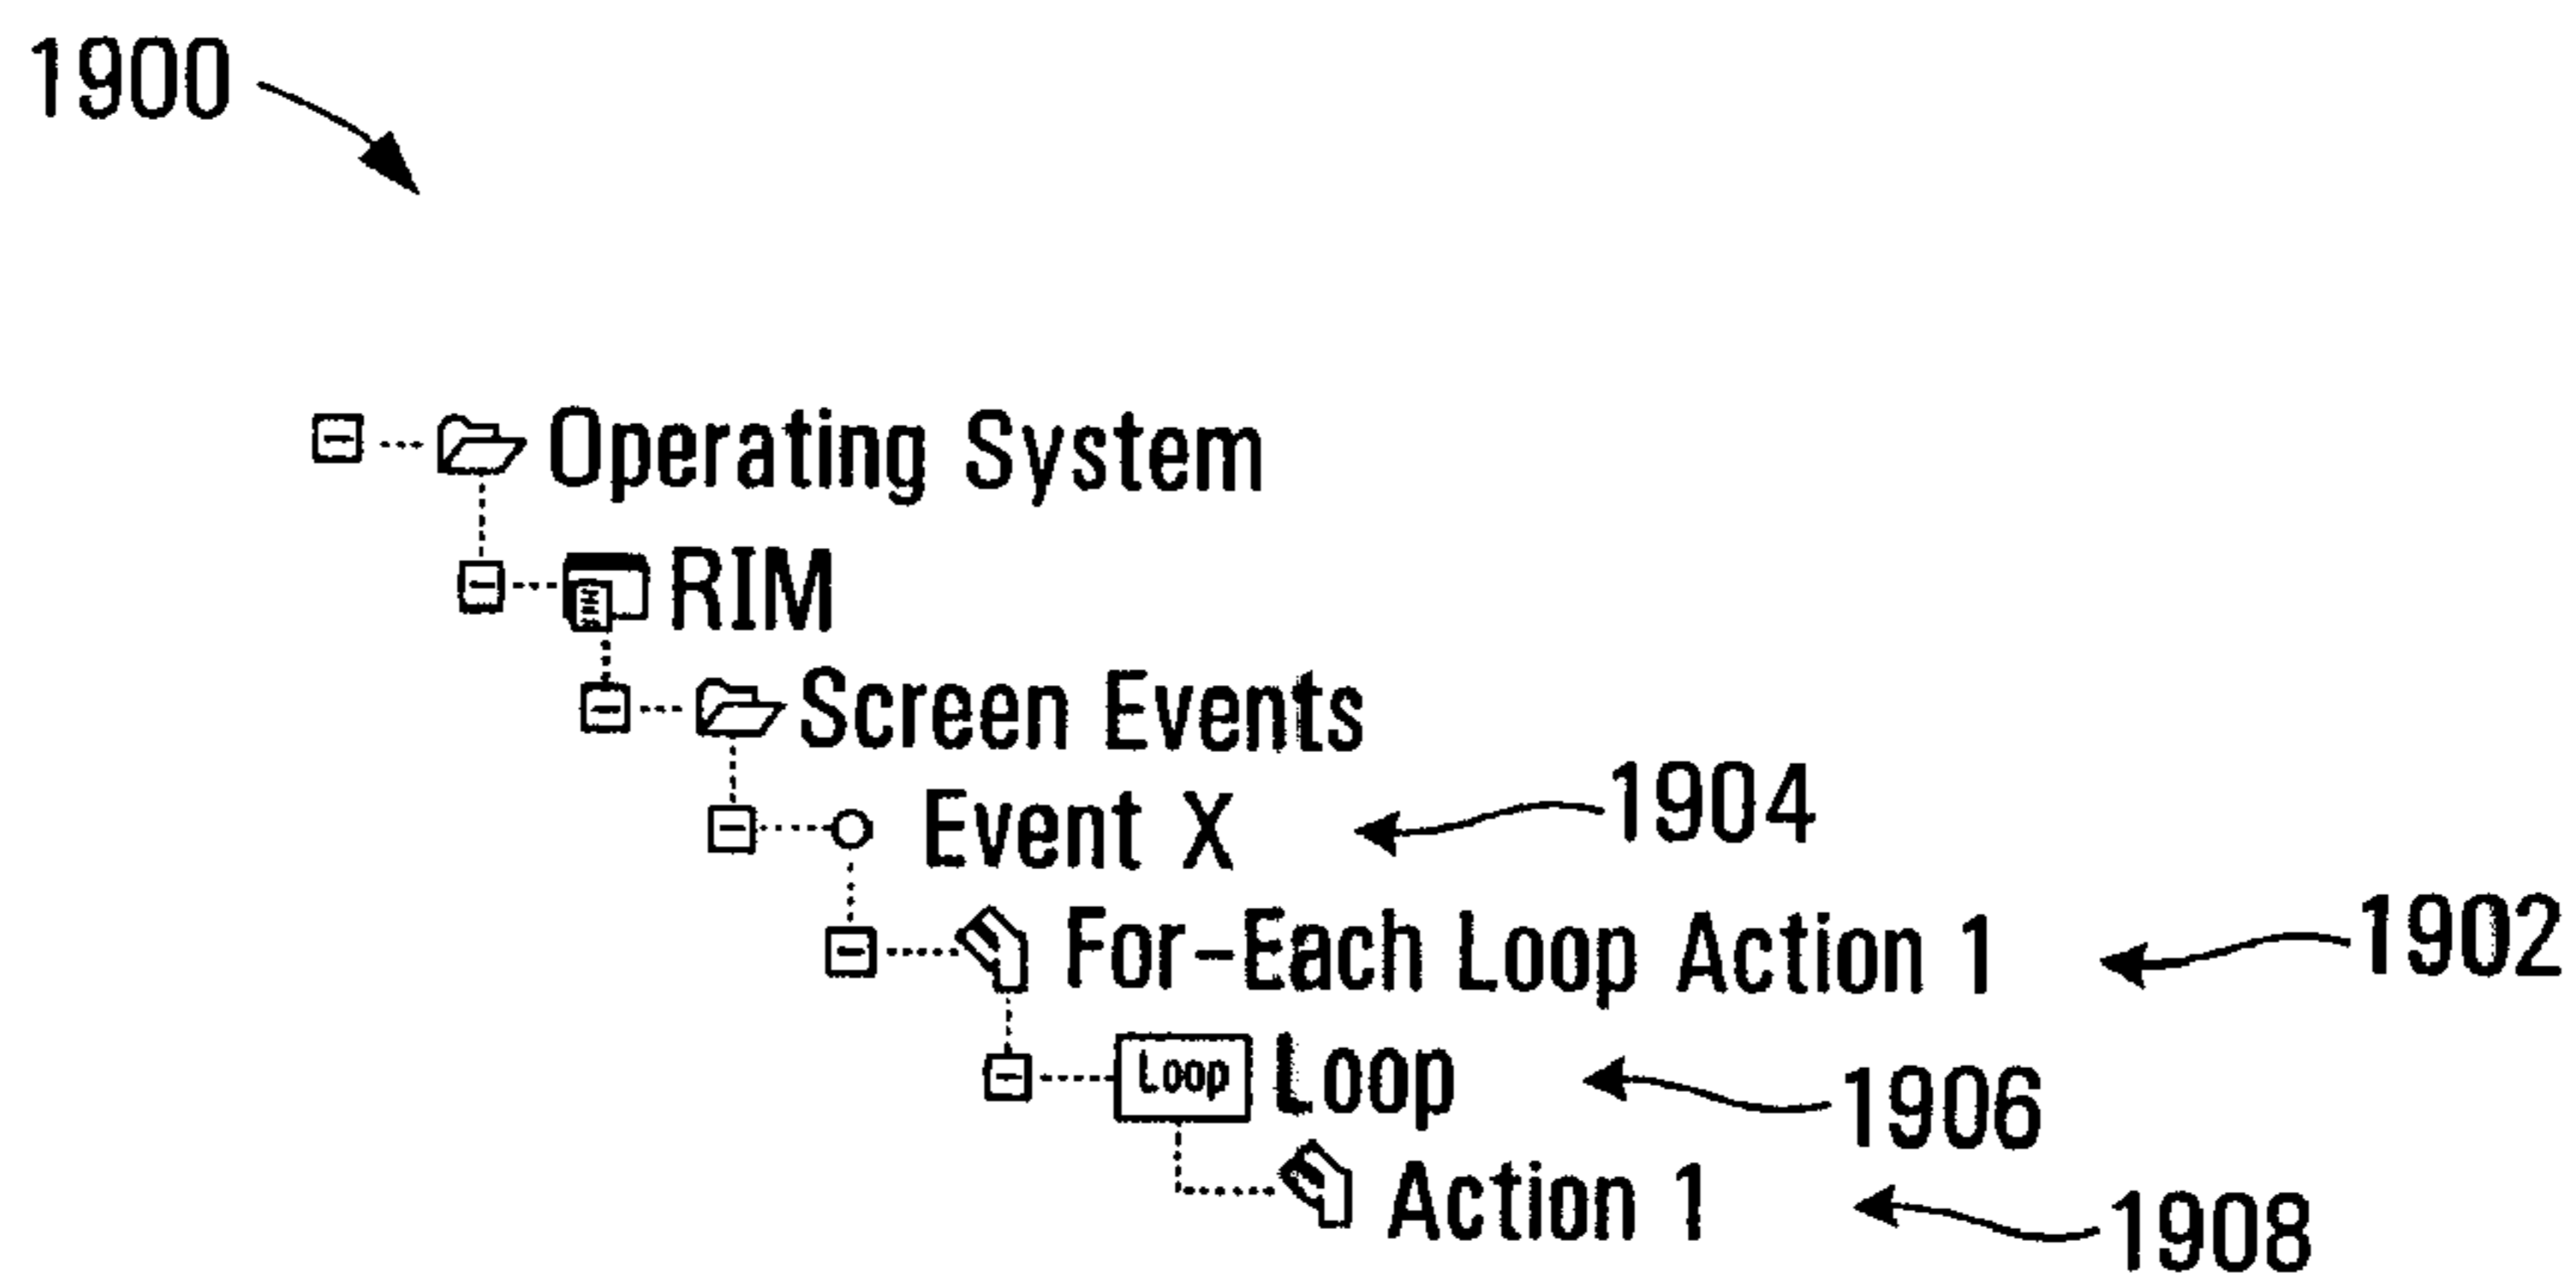 1900
Operating System
RIM
Screen Events
Event X 1904
For-Each Loop Action 1 1902
Loop Loop 1906
Action 1 1908